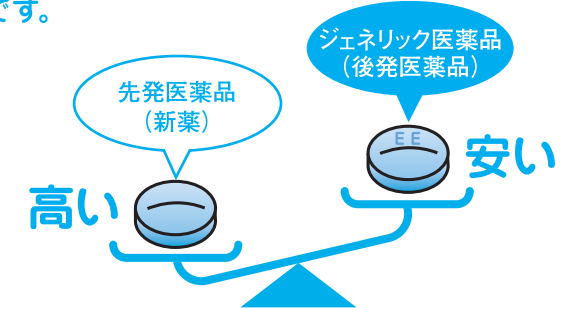 です。
ジェネリック医薬品
（後発医薬品）
先発医薬品
（新薬）
EE
安い
高い